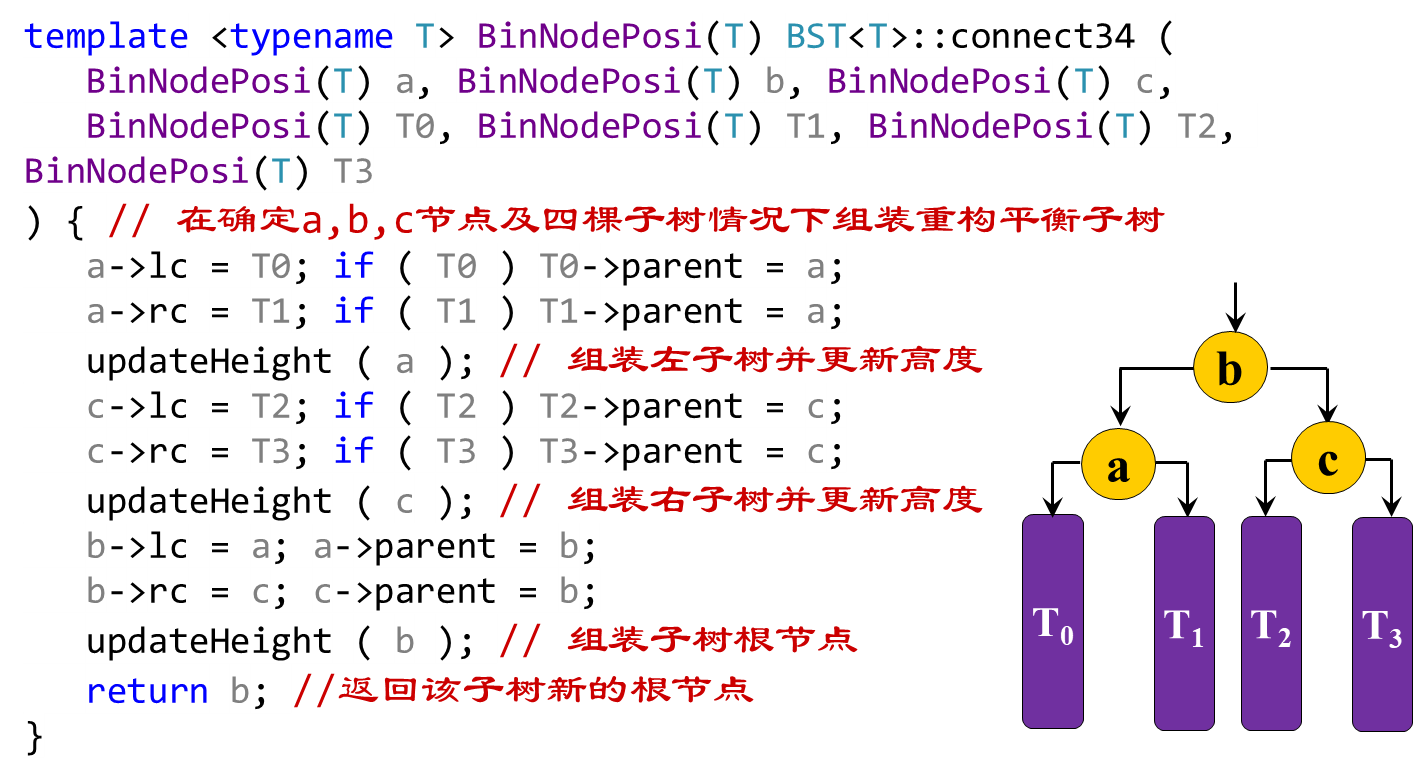 template <typename T> BinNodePosi(T) BST<T>::connect34 (
BinNodePosi(T) a, BinNodePosi(T) b, BinNodePosi(T) c,
BinNodePosi(T) T0, BinNodePosi(T) T1, BinNodePosi(T) T2,
BinNodePosi(T) T3
) { // 在确定a,b,c节点及四棵子树情况下组装重构平衡子树
a->lc = T0; if ( T0 ) T0->parent = a;
a->rc = T1; if ( T1 ) T1->parent = a;
updateHeight ( a ); // 组装左子树并更新高度
c->lc = T2; if ( T2 ) T2->parent = c;
c->rc = T3; if ( T3 ) T3->parent = c;
updateHeight ( c ); // 组装右子树并更新高度
b->lc = a; a->parent = b;
b->rc = c; c->parent = b;
updateHeight ( b ); // 组装子树根节点
return b; //返回该子树新的根节点
}
b
a
c
T0
T1
T2
T3